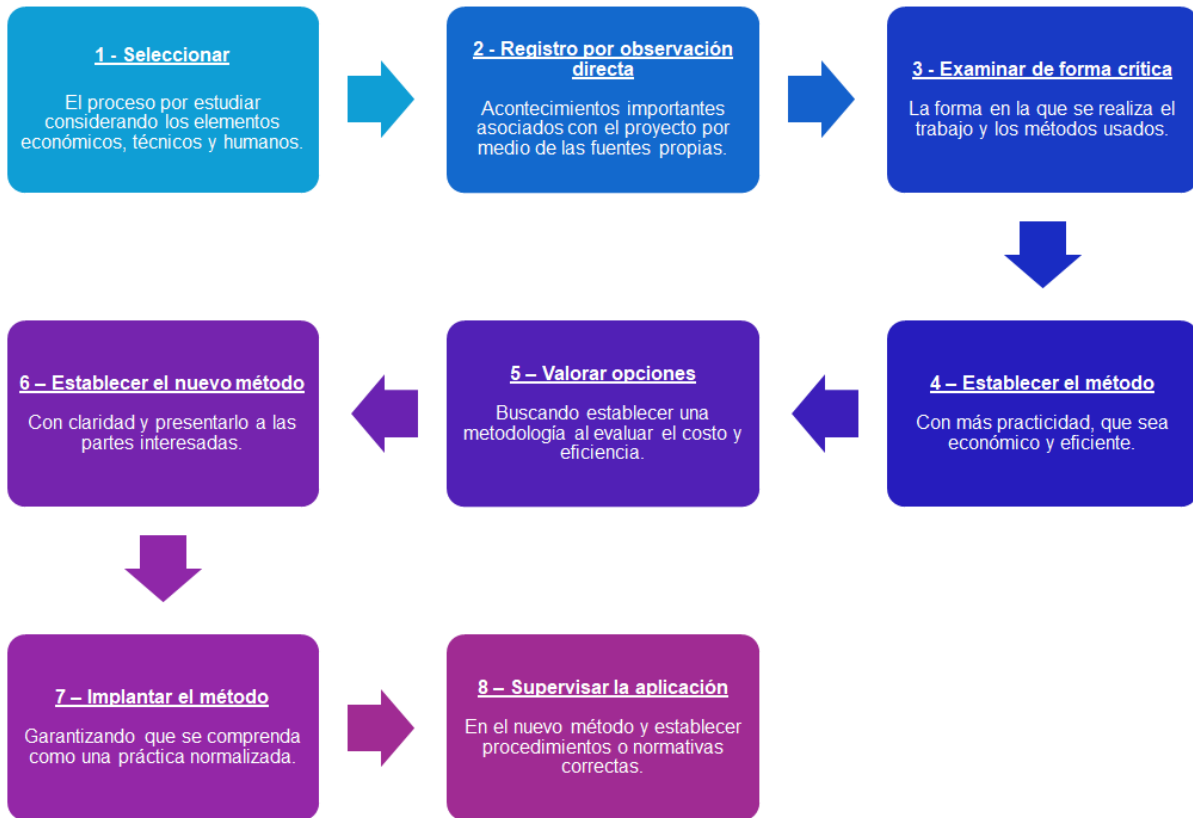 1 - Seleccionar
El proceso por estudiar
considerando los elementos
económicos, técnicos y humanos.
2 - Registro por observación
directa
Acontecimientos importantes
asociados con el proyecto por
medio de las fuentes propias.
3 - Examinar de forma crítica
La forma en la que se realiza el
trabajo y los métodos usados.
4 – Establecer el método
Con más practicidad, que sea
económico y eficiente.
5 – Valorar opciones
Buscando establecer una
metodología al evaluar el costo y
eficiencia.
6 – Establecer el nuevo método
Con claridad y presentarlo a las
partes interesadas.
7 – Implantar el método
Garantizando que se comprenda
como una práctica normalizada.
8 – Supervisar la aplicación
En el nuevo método y establecer
procedimientos o normativas
correctas.